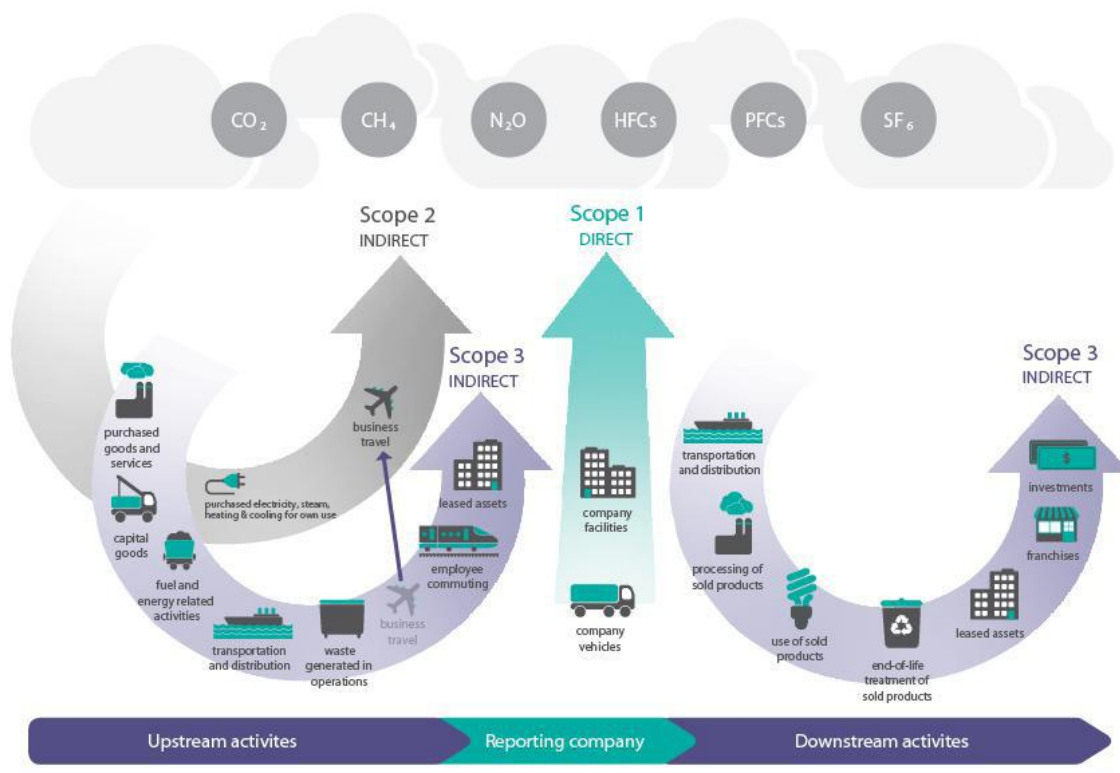 CO₂
CH₄
N₂O
HFCs
PFCs
SF₆
Scope 2
INDIRECT
Scope 1
DIRECT
Scope 3
INDIRECT
Scope 3
INDIRECT
purchased
goods and
services
capital
goods
fuel and
energy related
activities
purchased electricity, steam,
heating & cooling for own use
transportation
and distribution
waste
generated in
operations
business
travel
business
travel
employee
commuting
leased assets
company
facilities
company
vehicles
transportation
and distribution
processing of
sold products
use of sold
products
end-of-life
treatment of
sold products
leased assets
franchises
investments
$
Upstream activites
Reporting company
Downstream activites